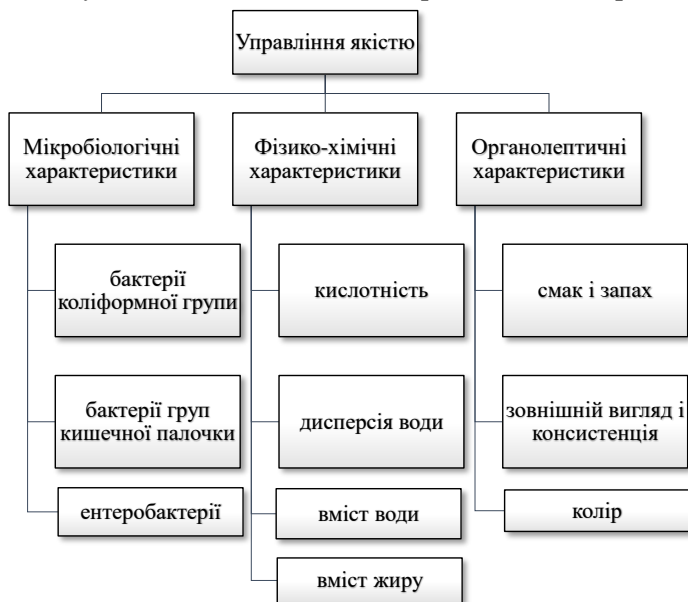 Управління якістю
Мікробіологічні
характеристики
Фізико-хімічні
характеристики
Органолептичні
характеристики
бактерії
коліформної групи
кислотність
смак і запах
бактерії груп
кишечної палочки
дисперсія води
зовнішній вигляд і
консистенція
ентеробактерії
вміст води
колір
вміст жиру